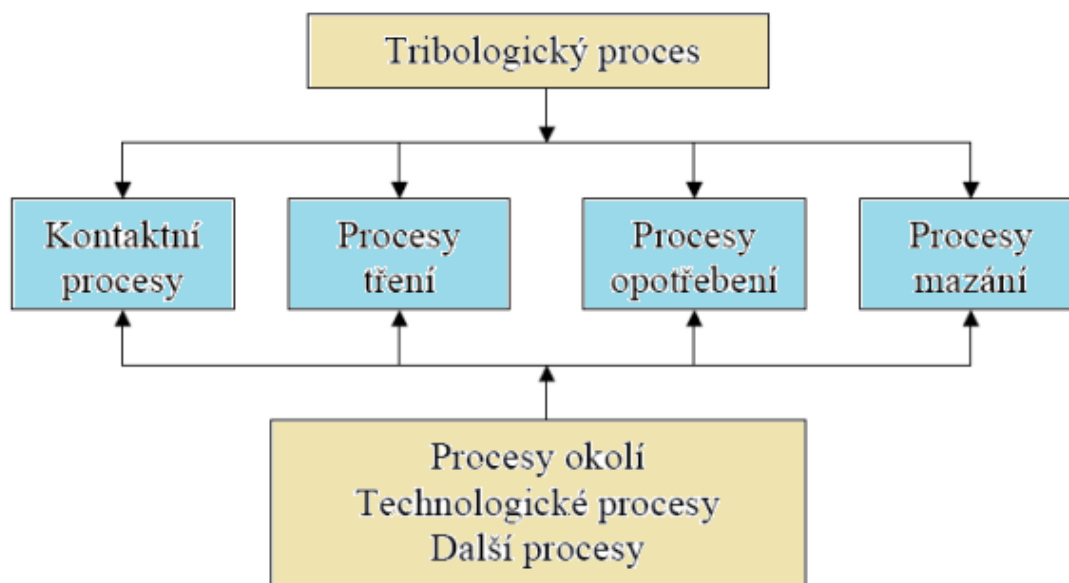 Tribologický proces
Kontaktní
procesy
Procesy
tření
Procesy
opotřebení
Procesy
mazání
Procesy okolí
Technologické procesy
Další procesy